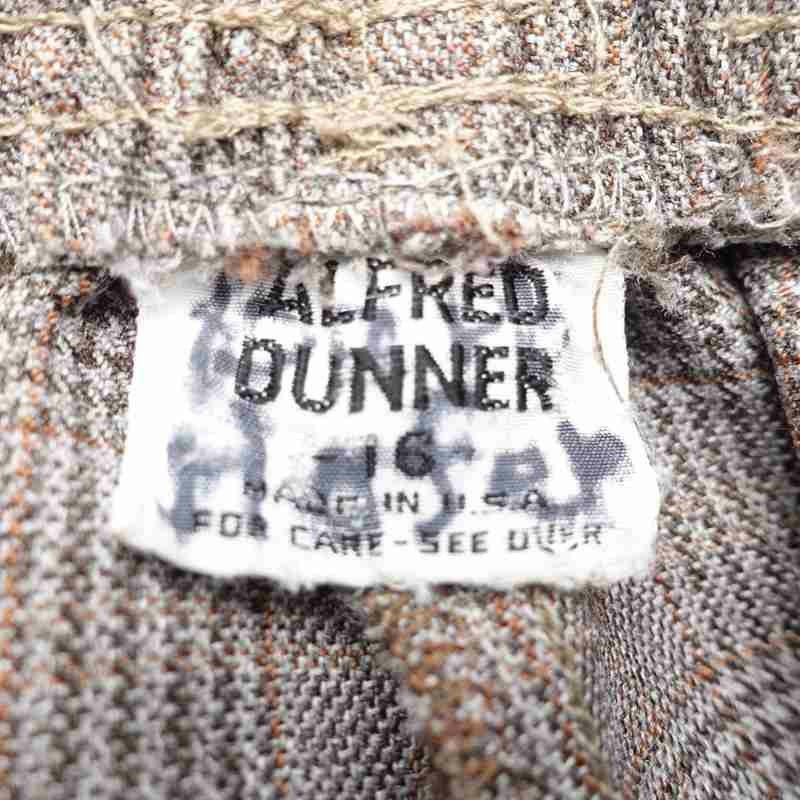 ALFRED
DUNNER
16
MADE IN U.S.A.
FOR CARE-SEE OVER